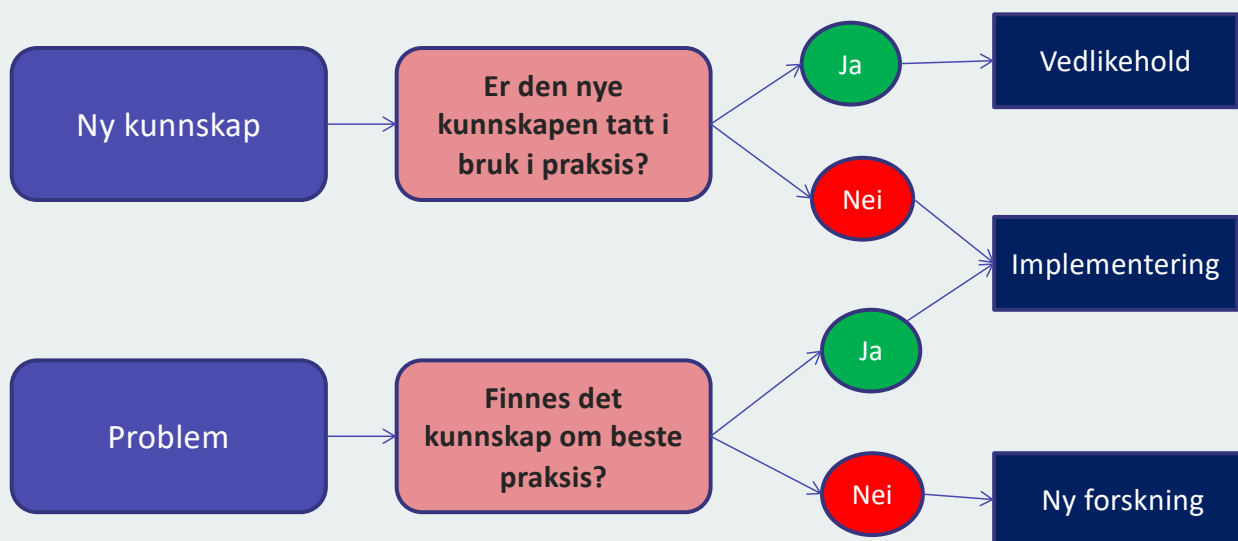 Ny kunnskap
Er den nye
kunnskapen tatt i
bruk i praksis?
Ja
Vedlikehold
Nei
Implementering
Problem
Finnes det
kunnskap om beste
praksis?
Ja
Nei
Ny forskning